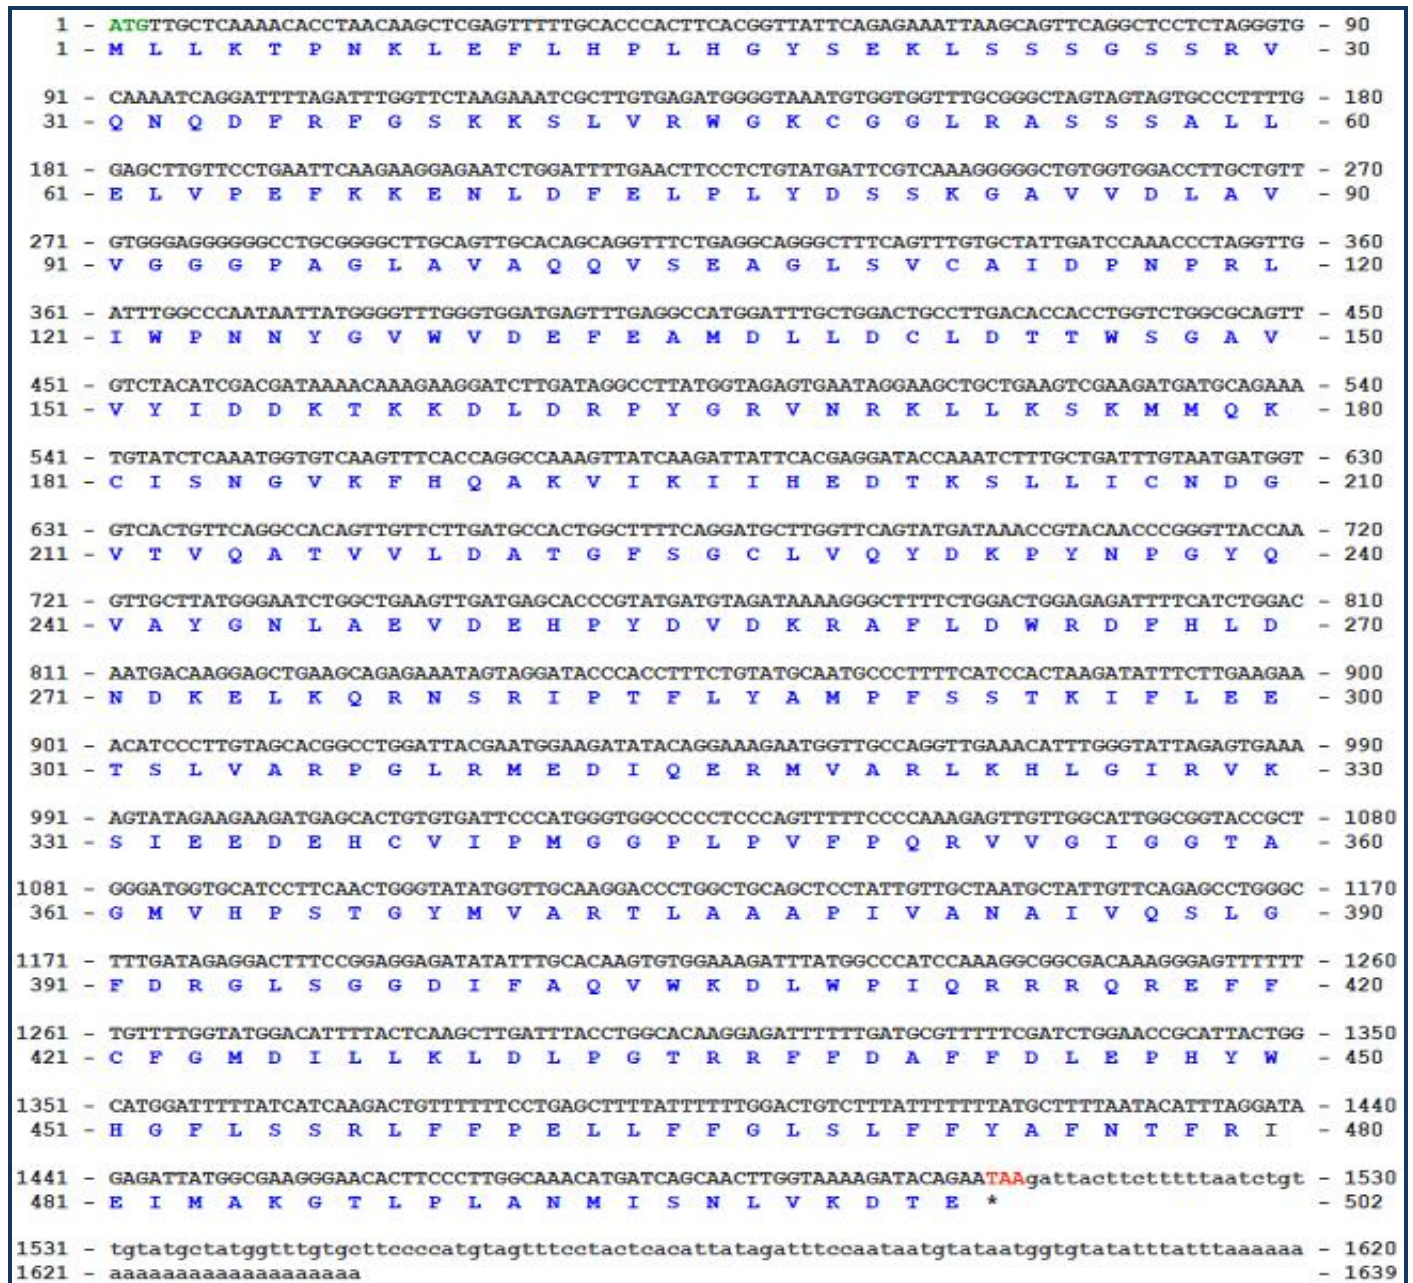 1 - ATGTTGCTCAAAACACCTAACAAGCTCGAGTTTTTGCACCCACTTCACGGTTATTCAGAGAAATTAAGCAGTTCAGGCTCCTCTAGGGTG - 90
1 - M L L K T P N K L E F L H P L H G Y S E K L S S S G S S R V - 30
91 - CAAAATCAGGATTTTAGATTTGGTTCTAAGAAATCGCTTGTGAGATGGGGTAAATGTGGTGGTTTGCGGGCTAGTAGTAGTGCCCTTTTG - 180
31 - Q N Q D F R F G S K K S L V R W G K C G G L R A S S S A L L - 60
181 - GAGCTTGTTCCTGAATTCAAGAAGGAGAATCTGGATTTTGAACTTCCTCTGTATGATTCGTCAAAGGGGGCTGTGGTGGACCTTGCTGTT - 270
61 - E L V P E F K K E N L D F E L P L Y D S S K G A V V D L A V - 90
271 - GTGGGAGGGGGGCCTGCGGGGCTTGCAGTTGCACAGCAGGTTTCTGAGGCAGGGCTTTCAGTTTGTGCTATTGATCCAAACCCTAGGTTG - 360
91 - V G G G P A G L A V A Q Q V S E A G L S V C A I D P N P R L - 120
361 - ATTTGGCCCAATAATTATGGGGTTTGGGTGGATGAGTTTGAGGCCATGGATTTGCTGGACTGCCTTGACACCACCTGGTCTGGCGCAGTT - 450
121 - I W P N N Y G V W V D E F E A M D L L D C L D T T W S G A V - 150
451 - GTCTACATCGACGATAAAACAAAGAAGGATCTTGATAGGCCTTATGGTAGAGTGAATAGGAAGCTGCTGAAGTCGAAGATGATGCAGAAA - 540
151 - V Y I D D K T K K D L D R P Y G R V N R K L L K S K M M Q K - 180
541 - TGTATCTCAAATGGTGTCAAGTTTCACCAGGCCAAAGTTATCAAGATTATTCACGAGGATACCAAATCTTTGCTGATTTGTAATGATGGT - 630
181 - C I S N G V K F H Q A K V I K I I H E D T K S L L I C N D G - 210
631 - GTCACTGTTCAGGCCACAGTTGTTCTTGATGCCACTGGCTTTTCAGGATGCTTGGTTCAGTATGATAAACCGTACAACCCGGGTTACCAA - 720
211 - V T V Q A T V V L D A T G F S G C L V Q Y D K P Y N P G Y Q - 240
721 - GTTGCTTATGGGAATCTGGCTGAAGTTGATGAGCACCCGTATGATGTAGATAAAAGGGCTTTTCTGGACTGGAGAGATTTTCATCTGGAC - 810
241 - V A Y G N L A E V D E H P Y D V D K R A F L D W R D F H L D - 270
811 - AATGACAAGGAGCTGAAGCAGAGAAATAGTAGGATACCCACCTTTCTGTATGCAATGCCCTTTTCATCCACTAAGATATTTCTTGAAGAA - 900
271 - N D K E L K Q R N S R I P T F L Y A M P F S S T K I F L E E - 300
901 - ACATCCCTTGTAGCACGGCCTGGATTACGAATGGAAGATATACAGGAAAGAATGGTTGCCAGGTTGAAACATTTGGGTATTAGAGTGAAA - 990
301 - T S L V A R P G L R M E D I Q E R M V A R L K H L G I R V K - 330
991 - AGTATAGAAGAAGATGAGCACTGTGTGATTCCCATGGGTGGCCCCCTCCCAGTTTTTCCCCAAAGAGTTGTTGGCATTGGCGGTACCGCT - 1080
331 - S I E E D E H C V I P M G G P L P V F P Q R V V G I G G T A - 360
1081 - GGGATGGTGCATCCTTCAACTGGGTATATGGTTGCAAGGACCCTGGCTGCAGCTCCTATTGTTGCTAATGCTATTGTTCAGAGCCTGGGC - 1170
361 - G M V H P S T G Y M V A R T L A A A P I V A N A I V Q S L G - 390
1171 - TTTGATAGAGGACTTTCCGGAGGAGATATATTTGCACAAGTGTGGAAAGATTTATGGCCCATCCAAAGGCGGCGACAAAGGGAGTTTTTT - 1260
391 - F D R G L S G G D I F A Q V W K D L W P I Q R R R Q R E F F - 420
1261 - TGTTTTGGTATGGACATTTTACTCAAGCTTGATTTACCTGGCACAAGGAGATTTTTTGATGCGTTTTTCGATCTGGAACCGCATTACTGG - 1350
421 - C F G M D I L L K L D L P G T R R F F D A F F D L E P H Y W - 450
1351 - CATGGATTTTTATCATCAAGACTGTTTTTTCCTGAGCTTTTATTTTTTGGACTGTCTTTATTTTTTTATGCTTTTAATACATTTAGGATA - 1440
451 - H G F L S S R L F F P E L L F F G L S L F F Y A F N T F R I - 480
1441 - GAGATTATGGCGAAGGGAACACTTCCCTTGGCAAACATGATCAGCAACTTGGTAAAAGATACAGAATAAgattacttctttttaatctgt - 1530
481 - E I M A K G T L P L A N M I S N L V K D T E * - 502
1531 - tgtatgctatggtttgtgcttccccatgtagtttcctactcacattatagatttccaataatgtataatggtgtatatttatttaaaaaa - 1620
1621 - aaaaaaaaaaaaaaaaaaa - 1639